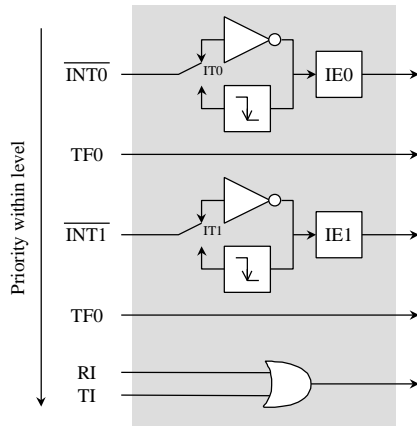 Priority within level
INT0
IT0
IE0
TF0
INT1
IT1
IE1
TF0
RI
TI